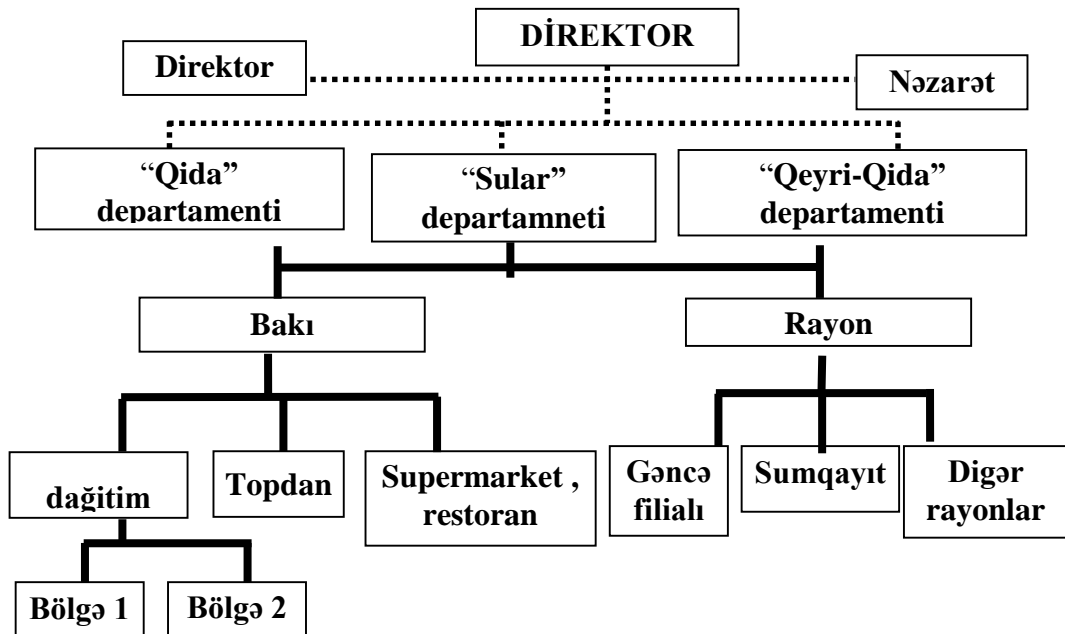 DİREKTOR
Direktor
Nəzarət
“Qida”
departamenti
“Sular”
departamneti
“Qeyri-Qida”
departamenti
Bakı
Rayon
dağitim
Topdan
Supermarket ,
restoran
Gəncə
filialı
Sumqayıt
Digər
rayonlar
Bölgə 1
Bölgə 2